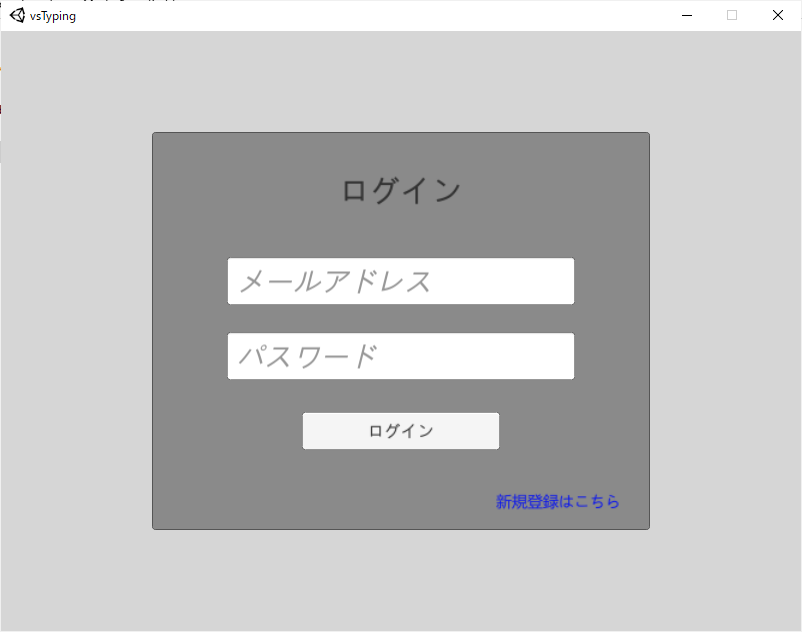 vsTyping
ログイン
メールアドレス
パスワード
ログイン
新規登録はこちら